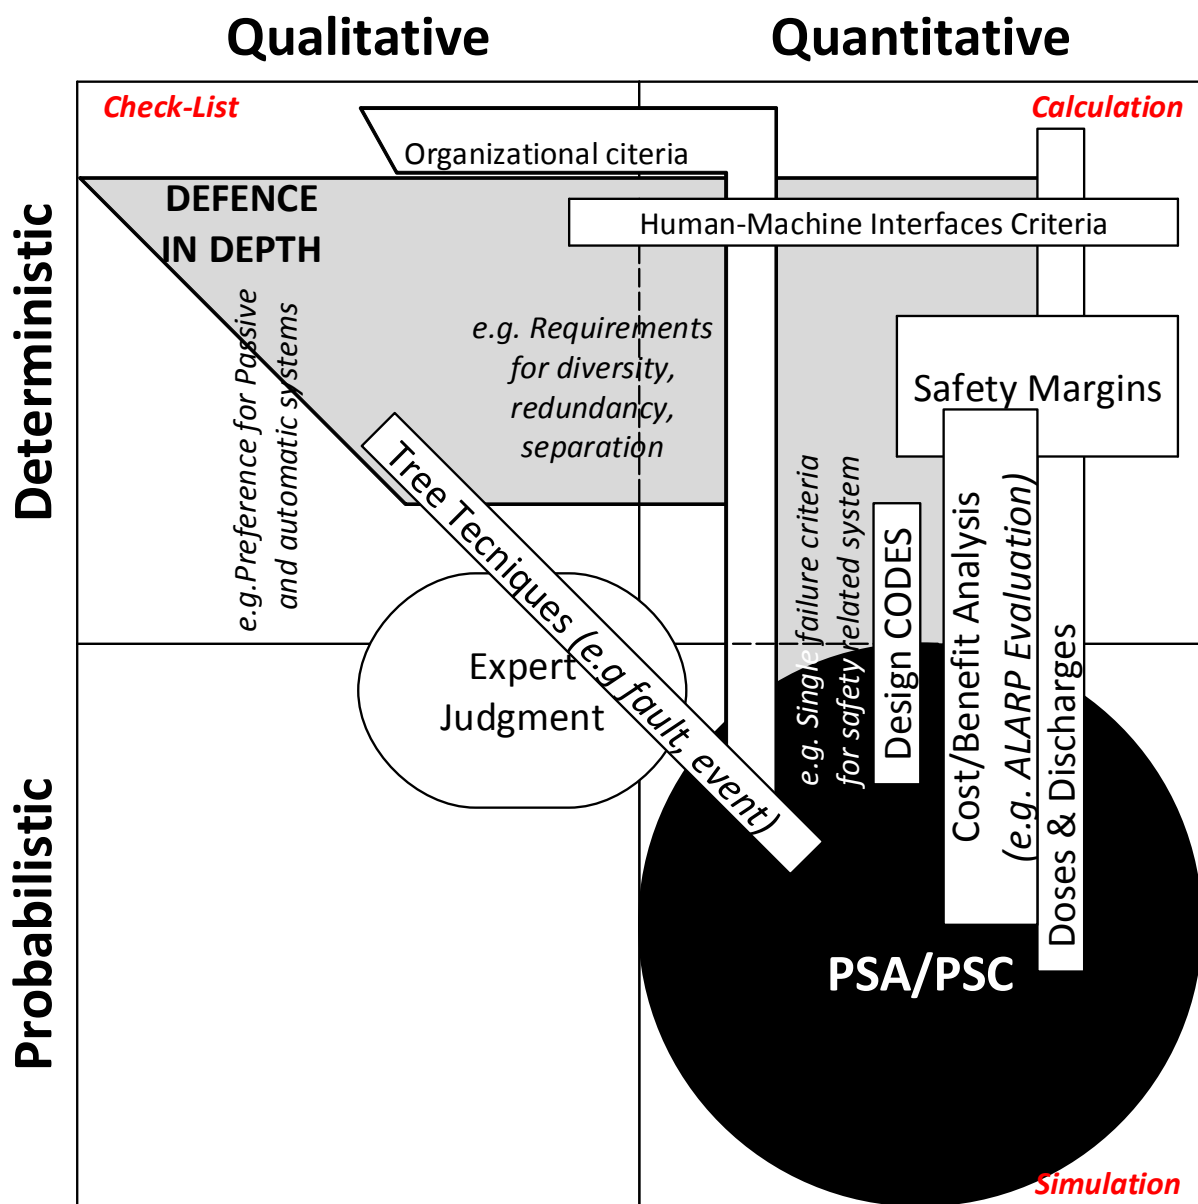 Qualitative
Quantitative
Deterministic
Probabilistic
Check-List
Calculation
Organizational citeria
DEFENCE
IN DEPTH
Human-Machine Interfaces Criteria
e.g.Preference for Passive
and automatic systems
e.g. Requirements
for diversity,
redundancy,
separation
Safety Margins
Tree Tecniques (e.g fault, event)
e.g. Single failure criteria
for safety related system
Design CODES
Cost/Benefit Analysis
(e.g. ALARP Evaluation)
Doses & Discharges
Expert
Judgment
PSA/PSC
Simulation